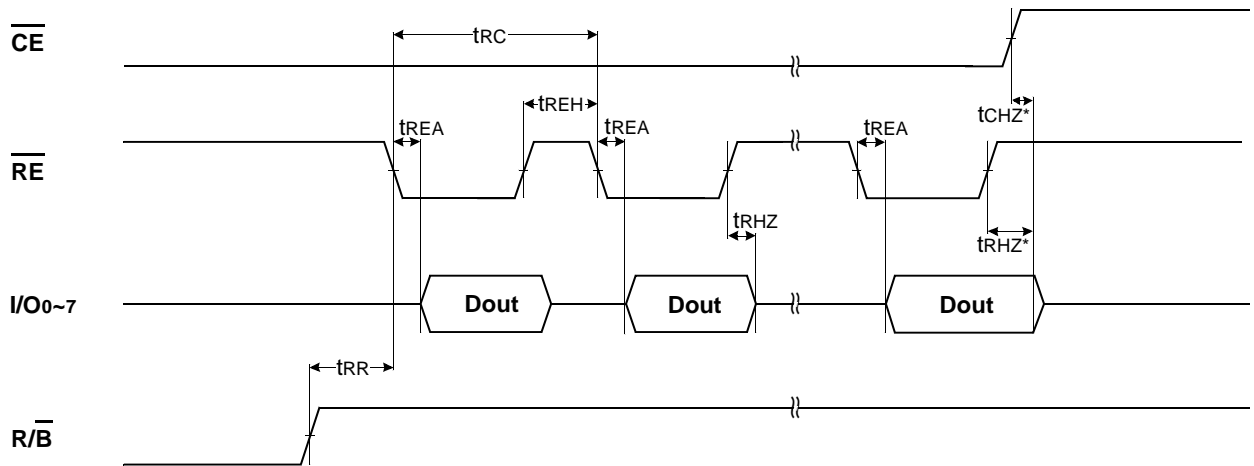 CE
tRC
tREH
tCHZ*
tREA
tREA
tREA
RE
tRHZ
tRHZ*
I/O0~7
Dout
Dout
Dout
tRR
R/B